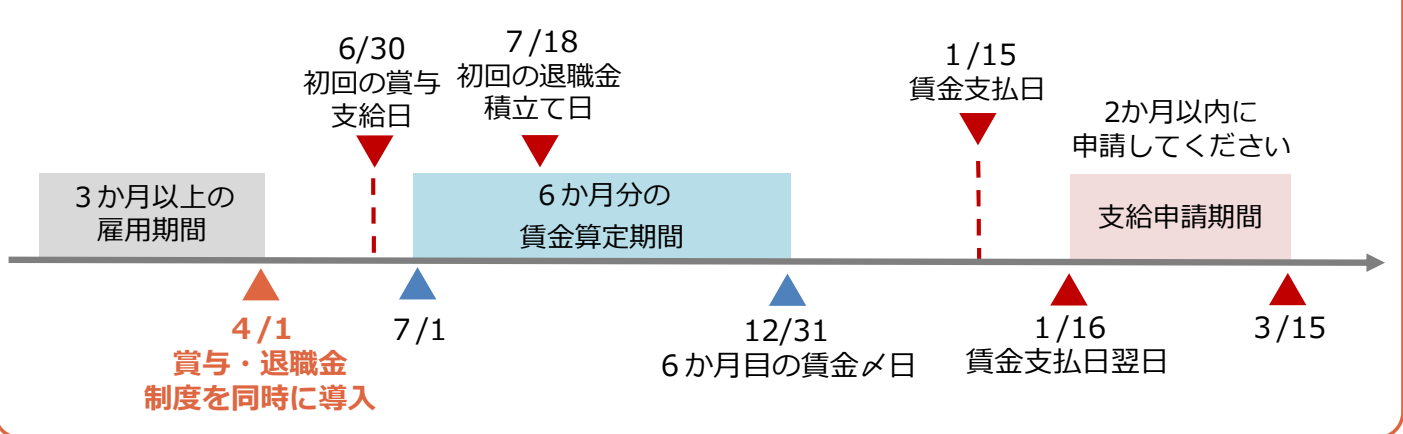 6/30
初回の賞与
支給日
7/18
初回の退職金
積立て日
1/15
賃金支払日
2か月以内に
申請してください
3か月以上の
雇用期間
6か月分の
賃金算定期間
支給申請期間
4/1
賞与・退職金
制度を同時に導入
7/1
12/31
6か月目の賃金〆日
1/16
賃金支払日翌日
3/15